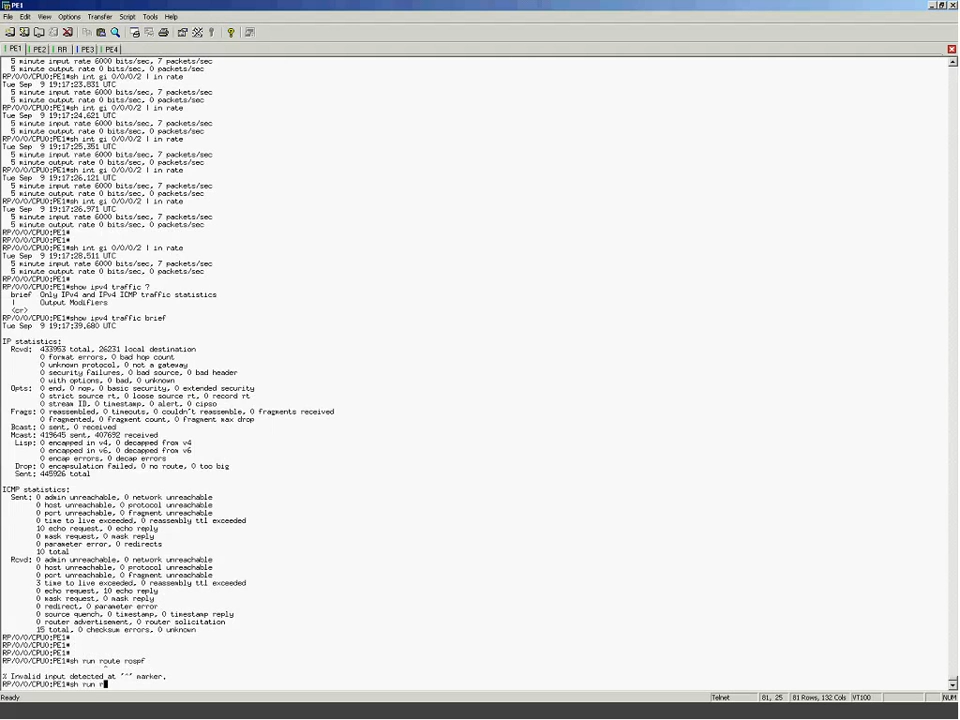 PE1
File Edit View Options Transfer Script Tools Help
PE1 PE2 RR PE3 PE4
5 minute input rate 6000 bits/sec, 7 packets/sec
5 minute output rate 0 bits/sec, 0 packets/sec
RP/0/0/CPU0:PE1#sh int gi 0/0/0/2 | in rate
Tue Sep 9 19:17:23.831 UTC
5 minute input rate 6000 bits/sec, 7 packets/sec
5 minute output rate 0 bits/sec, 0 packets/sec
RP/0/0/CPU0:PE1#sh int gi 0/0/0/2 | in rate
Tue Sep 9 19:17:24.621 UTC
5 minute input rate 6000 bits/sec, 7 packets/sec
5 minute output rate 0 bits/sec, 0 packets/sec
RP/0/0/CPU0:PE1#sh int gi 0/0/0/2 | in rate
Tue Sep 9 19:17:25.351 UTC
5 minute input rate 6000 bits/sec, 7 packets/sec
5 minute output rate 0 bits/sec, 0 packets/sec
RP/0/0/CPU0:PE1#sh int gi 0/0/0/2 | in rate
Tue Sep 9 19:17:26.121 UTC
5 minute input rate 6000 bits/sec, 7 packets/sec
5 minute output rate 0 bits/sec, 0 packets/sec
RP/0/0/CPU0:PE1#sh int gi 0/0/0/2 | in rate
Tue Sep 9 19:17:26.971 UTC
5 minute input rate 6000 bits/sec, 7 packets/sec
5 minute output rate 0 bits/sec, 0 packets/sec
RP/0/0/CPU0:PE1#
RP/0/0/CPU0:PE1#
RP/0/0/CPU0:PE1#sh int gi 0/0/0/2 | in rate
Tue Sep 9 19:17:28.511 UTC
5 minute input rate 6000 bits/sec, 7 packets/sec
5 minute output rate 0 bits/sec, 0 packets/sec
RP/0/0/CPU0:PE1#
RP/0/0/CPU0:PE1#show ipv4 traffic ?
brief Only IPv4 and IPv4 ICMP traffic statistics
| Output Modifiers
<cr>
RP/0/0/CPU0:PE1#show ipv4 traffic brief
Tue Sep 9 19:17:39.680 UTC
IP statistics:
Rcvd: 433953 total, 26231 local destination
0 format errors, 0 bad hop count
0 unknown protocol, 0 not a gateway
0 security failures, 0 bad source, 0 bad header
0 with options, 0 bad, 0 unknown
Opts: 0 end, 0 nop, 0 basic security, 0 extended security
0 strict source rt, 0 loose source rt, 0 record rt
0 stream ID, 0 timestamp, 0 alert, 0 cipso
Frags: 0 reassembled, 0 timeouts, 0 couldn't reassemble, 0 fragments received
0 fragmented, 0 fragment count, 0 fragment max drop
Bcast: 0 sent, 0 received
Mcast: 419645 sent, 407692 received
Lisp: 0 encapped in v4, 0 decapped from v4
0 encapped in v6, 0 decapped from v6
0 encap errors, 0 decap errors
Drop: 0 encapsulation failed, 0 no route, 0 too big
Sent: 445926 total
ICMP statistics:
Sent: 0 admin unreachable, 0 network unreachable
0 host unreachable, 0 protocol unreachable
0 port unreachable, 0 fragment unreachable
0 time to live exceeded, 0 reassembly ttl exceeded
10 echo request, 0 echo reply
0 mask request, 0 mask reply
0 parameter error, 0 redirects
10 total
Rcvd: 0 admin unreachable, 0 network unreachable
0 host unreachable, 0 protocol unreachable
0 port unreachable, 0 fragment unreachable
3 time to live exceeded, 0 reassembly ttl exceeded
0 echo request, 10 echo reply
0 mask request, 0 mask reply
0 redirect, 0 parameter error
0 source quench, 0 timestamp, 0 timestamp reply
0 router advertisement, 0 router solicitation
15 total, 0 checksum errors, 0 unknown
RP/0/0/CPU0:PE1#
RP/0/0/CPU0:PE1#
RP/0/0/CPU0:PE1#
RP/0/0/CPU0:PE1#sh run route rospf
^
% Invalid input detected at '^' marker.
RP/0/0/CPU0:PE1#sh run r
Ready Telnet 81, 25 81 Rows, 132 Cols VT100 NUM